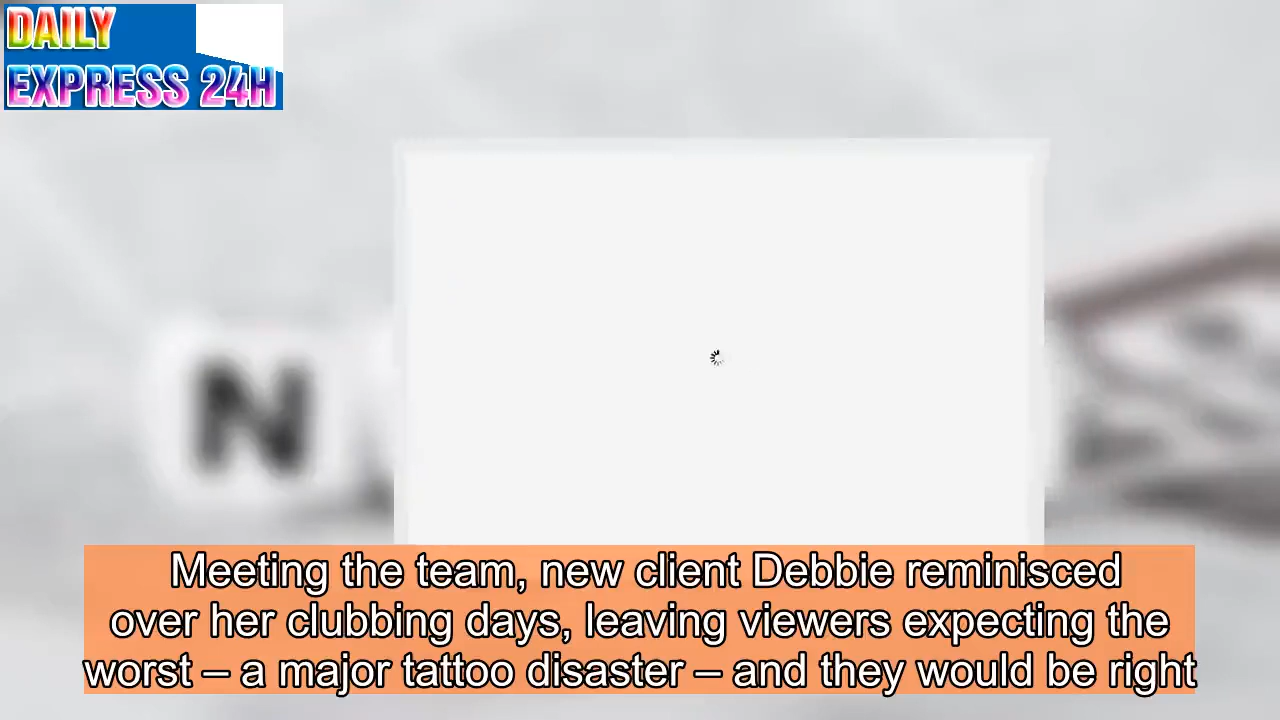 DAILY
EXPRESS 24H
N
Meeting the team, new client Debbie reminisced
over her clubbing days, leaving viewers expecting the
worst – a major tattoo disaster – and they would be right